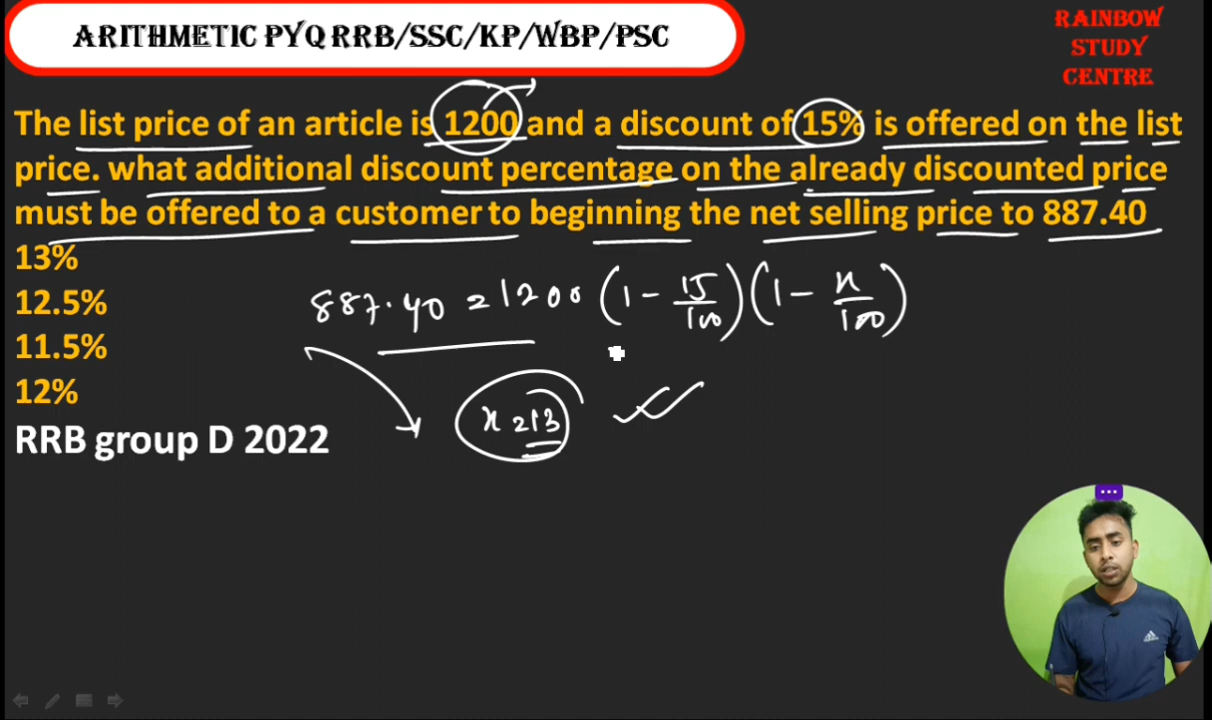 ARITHMETIC PYQ RRB/SSC/KP/WBP/PSC
RAINBOW
STUDY
CENTRE
The list price of an article is 1200 and a discount of 15% is offered on the list
price. what additional discount percentage on the already discounted price
must be offered to a customer to beginning the net selling price to 887.40
13%
12.5%
11.5%
12%
RRB group D 2022
887.40 = 1200 (1 - 15/100) (1 - x/100)
x = 13